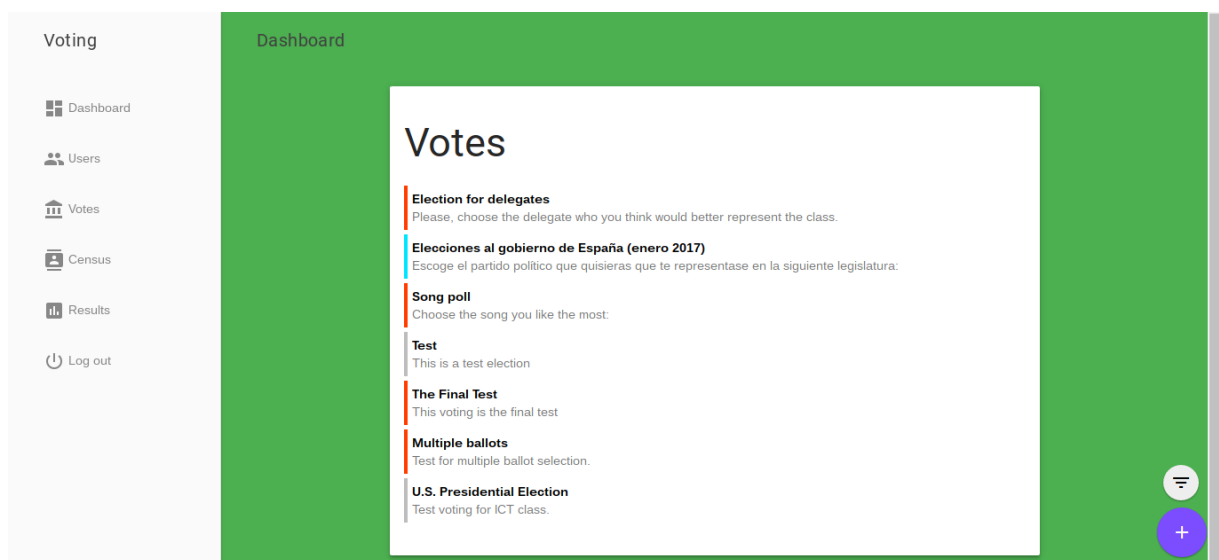 Voting
Dashboard
Dashboard
Users
Votes
Census
Results
Log out
Votes
Election for delegates
Please, choose the delegate who you think would better represent the class.
Elecciones al gobierno de España (enero 2017)
Escoge el partido político que quisieras que te representase en la siguiente legislatura:
Song poll
Choose the song you like the most:
Test
This is a test election
The Final Test
This voting is the final test
Multiple ballots
Test for multiple ballot selection.
U.S. Presidential Election
Test voting for ICT class.